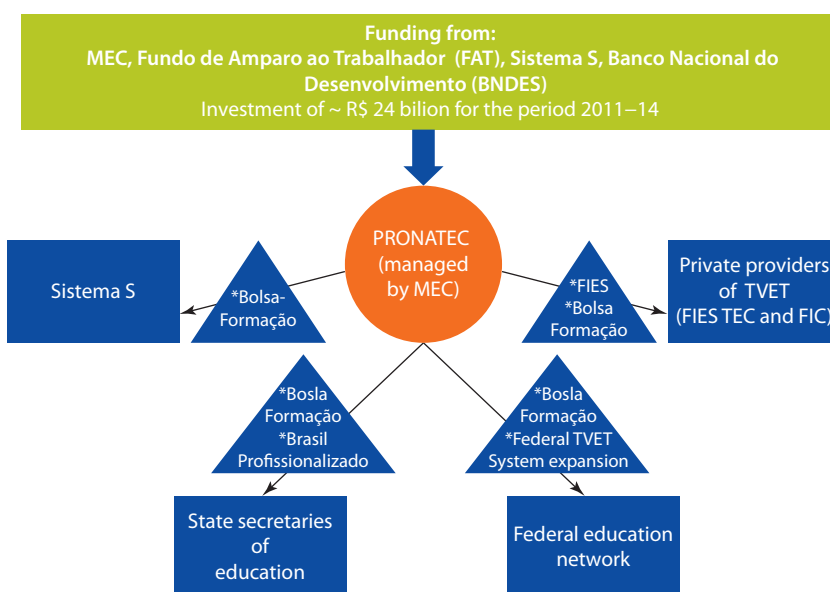 Funding from:
MEC, Fundo de Amparo ao Trabalhador (FAT), Sistema S, Banco Nacional do
Desenvolvimento (BNDES)
Investment of ~ R$ 24 bilion for the period 2011–14
PRONATEC
(managed
by MEC)
Sistema S
*Bolsa-
Formação
*FIES
*Bolsa
Formação
Private providers
of TVET
(FIES TEC and FIC)
*Bosla
Formação
*Brasil
Profissionalizado
*Bosla
Formação
*Federal TVET
System expansion
State secretaries
of
education
Federal education
network